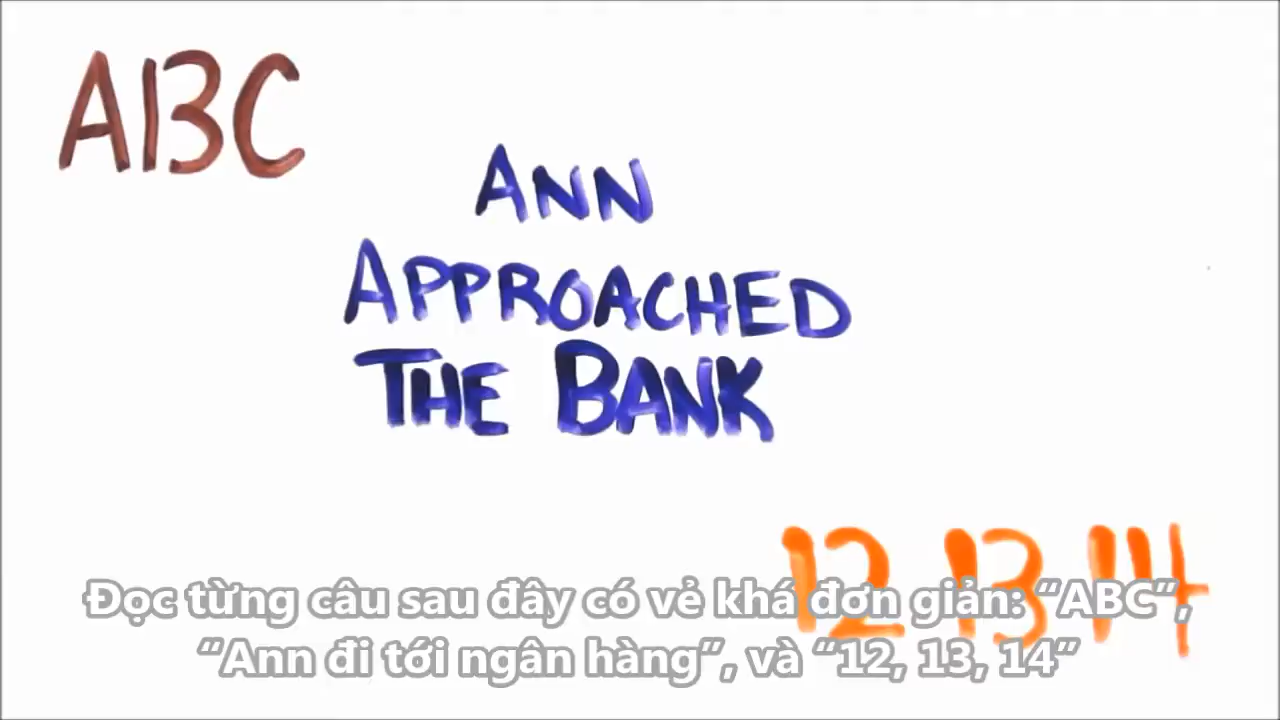 ABC
ANN
APPROACHED
THE BANK
12 13 14
Đọc từng câu sau đây có vẻ khá đơn giản: “ABC”,
“Ann đi tới ngân hàng”, và “12, 13, 14”